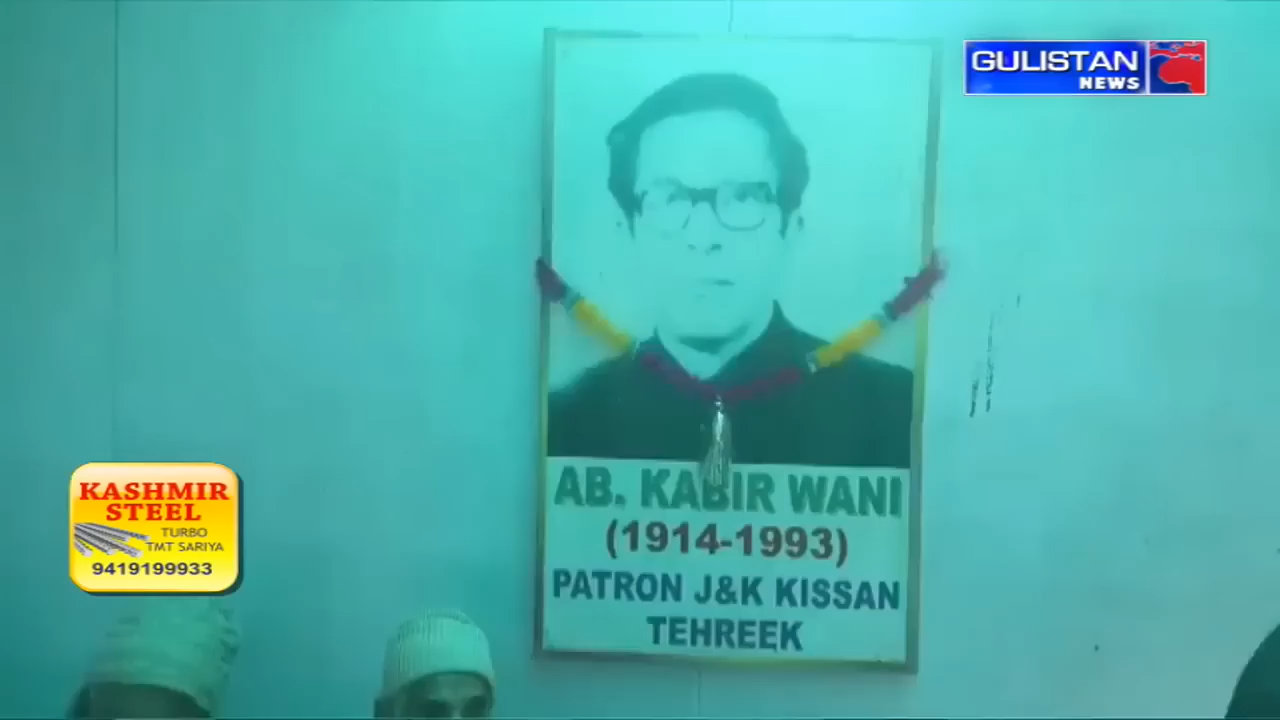 GULISTAN
NEWS
AB. KABIR WANI
(1914-1993)
PATRON J&K KISSAN
TEHREEK
KASHMIR
STEEL
TURBO
TMT SARIYA
9419199933